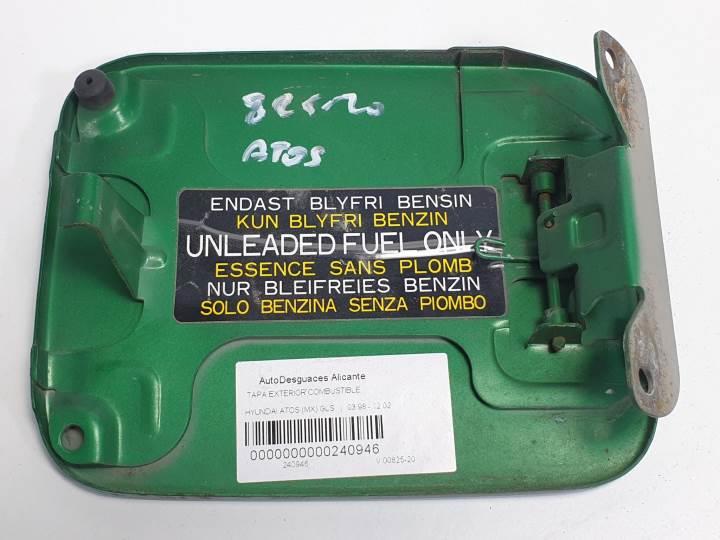 ATOS
ENDAST BLYFRI BENSIN
KUN BLYFRI BENZIN
UNLEADED FUEL ONLY
ESSENCE SANS PLOMB
NUR BLEIFREIES BENZIN
SOLO BENZINA SENZA PIOMBO
AutoDesguaces Alicante
TAPA EXTERIOR COMBUSTIBLE
HYUNDAI ATOS (MX) GLS | 03.98 - 12.02
0000000000240946
240946 V.00825-20